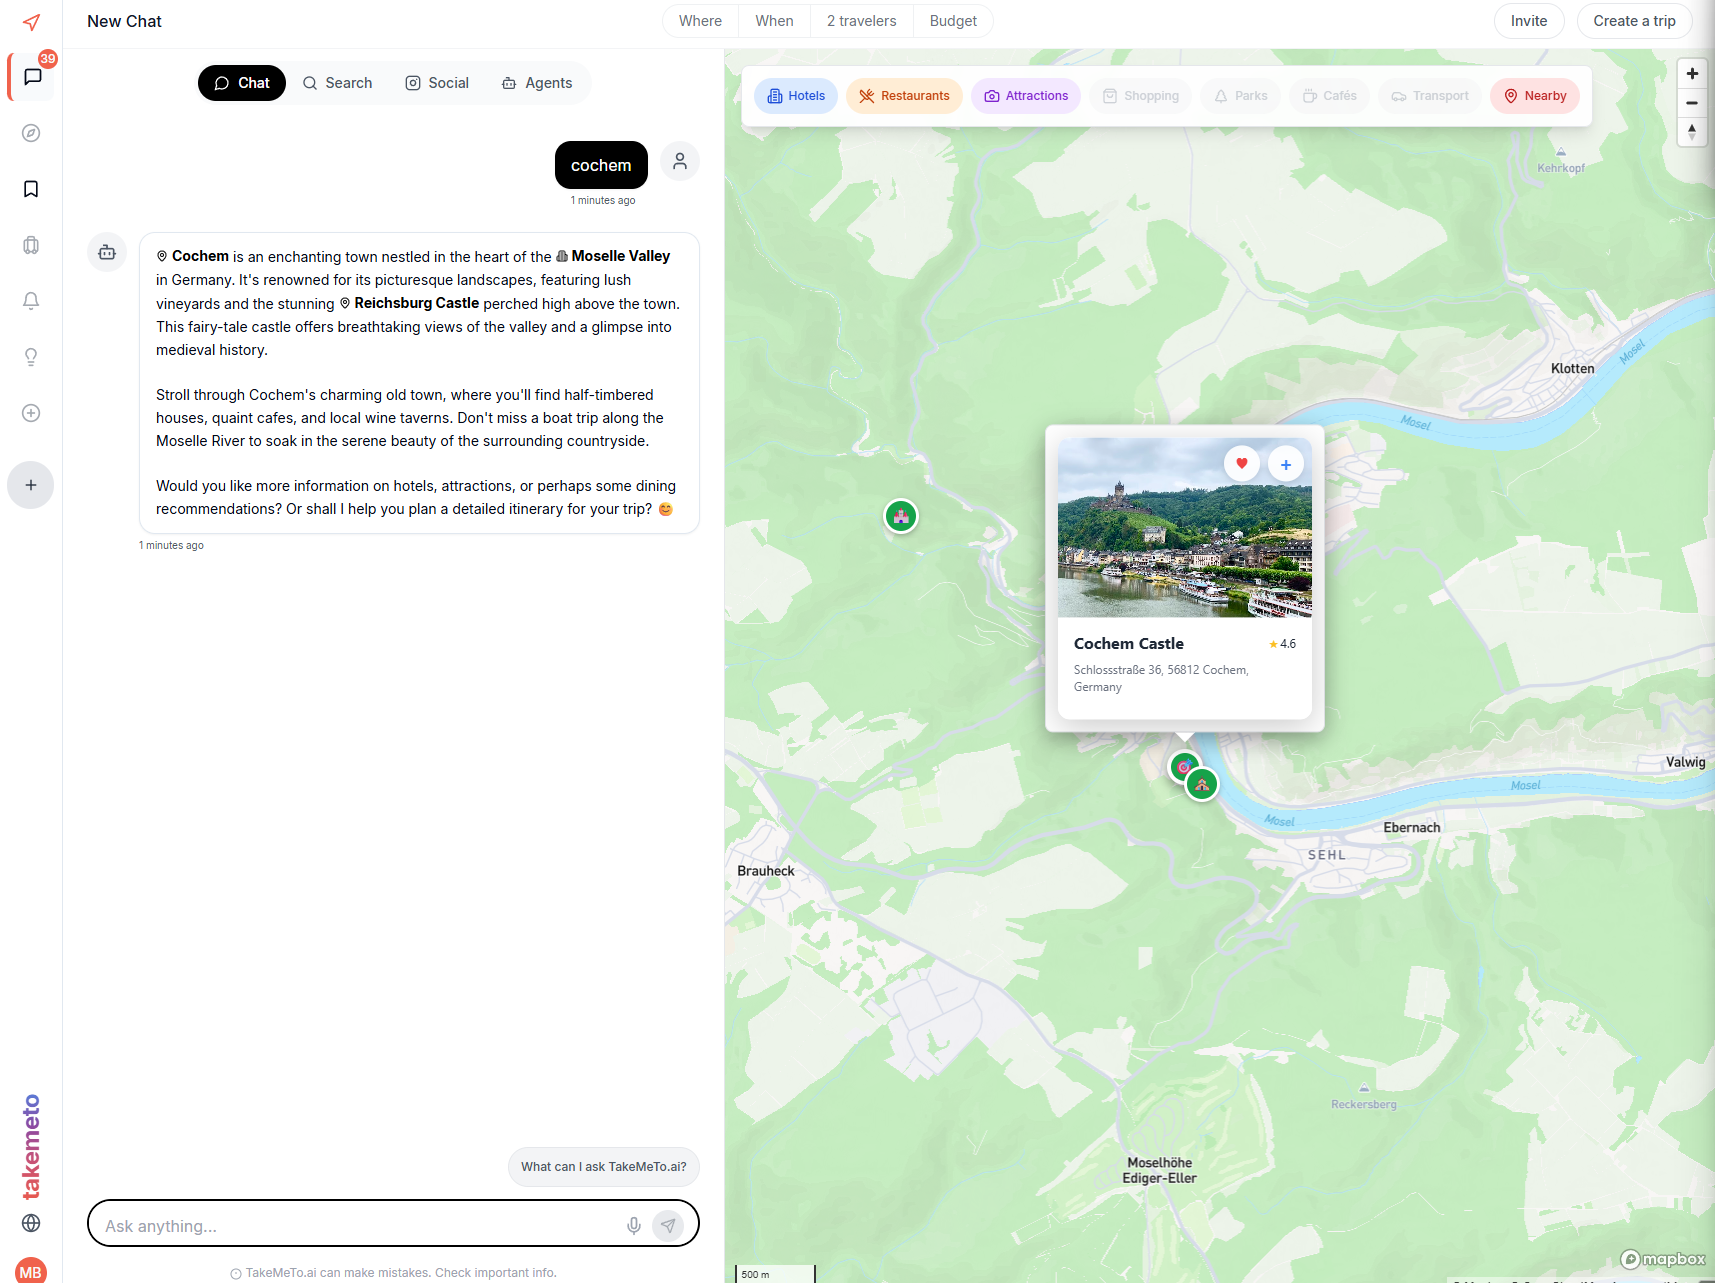 New Chat
Where
When
2 travelers
Budget
Invite
Create a trip
39
Chat
Search
Social
Agents
cochem
1 minutes ago
Cochem is an enchanting town nestled in the heart of the Moselle Valley
in Germany. It's renowned for its picturesque landscapes, featuring lush
vineyards and the stunning Reichsburg Castle perched high above the town.
This fairy-tale castle offers breathtaking views of the valley and a glimpse into
medieval history.
Stroll through Cochem's charming old town, where you'll find half-timbered
houses, quaint cafes, and local wine taverns. Don't miss a boat trip along the
Moselle River to soak in the serene beauty of the surrounding countryside.
Would you like more information on hotels, attractions, or perhaps some dining
recommendations? Or shall I help you plan a detailed itinerary for your trip? 😊
1 minutes ago
What can I ask TakeMeTo.ai?
Ask anything...
TakeMeTo.ai can make mistakes. Check important info.
takemeto
MB
Hotels
Restaurants
Attractions
Shopping
Parks
Cafés
Transport
Nearby
Kehrkopf
Klotten
Mosel
Mosel
Cochem Castle
4.6
Schlossstraße 36, 56812 Cochem,
Germany
Valwig
Mosel
Mosel
Ebernach
SEHL
Brauheck
Reckersberg
Moselhöhe
Ediger-Eller
500 m
mapbox